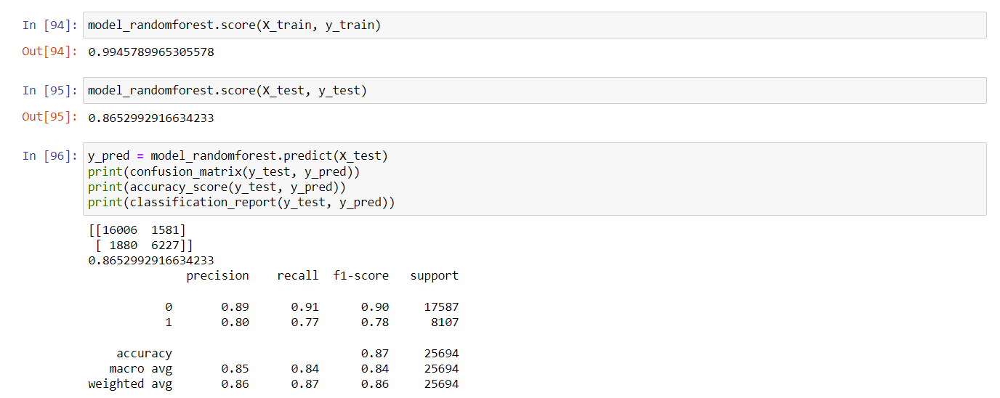 In [94]: model_randomforest.score(X_train, y_train)
Out[94]: 0.9945789965305578
In [95]: model_randomforest.score(X_test, y_test)
Out[95]: 0.8652992916634233
In [96]: y_pred = model_randomforest.predict(X_test)
print(confusion_matrix(y_test, y_pred))
print(accuracy_score(y_test, y_pred))
print(classification_report(y_test, y_pred))
[[16006  1581]
 [ 1880  6227]]
0.8652992916634233
              precision    recall  f1-score   support
           0       0.89      0.91      0.90     17587
           1       0.80      0.77      0.78      8107
    accuracy                           0.87     25694
   macro avg       0.85      0.84      0.84     25694
weighted avg       0.86      0.87      0.86     25694